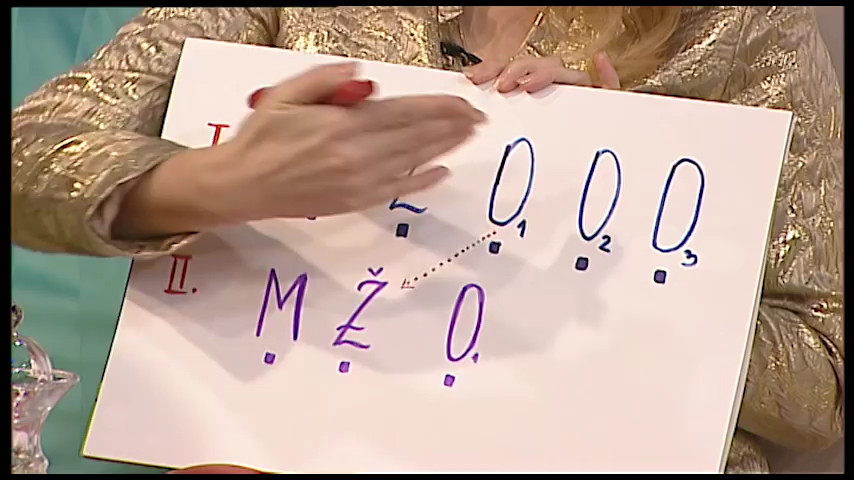 I
O₁ O₂ O₃
II.
M Ž O₁